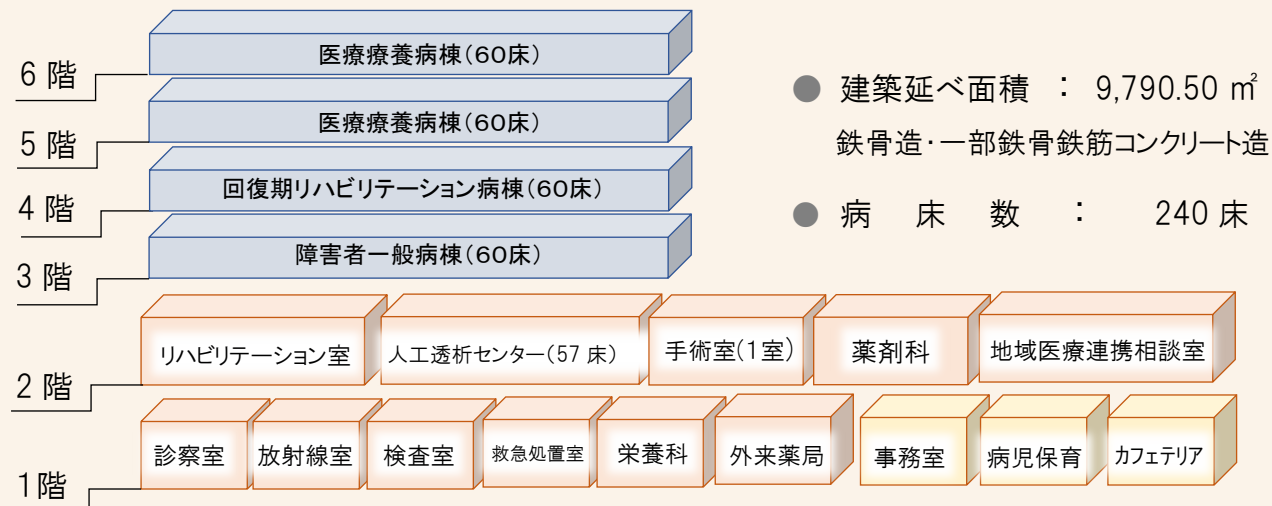 6 階
医療療養病棟(60床)
5 階
医療療養病棟(60床)
4 階
回復期リハビリテーション病棟(60床)
3 階
障害者一般病棟(60床)
● 建築延べ面積 : 9,790.50 ㎡
鉄骨造・一部鉄骨鉄筋コンクリート造
● 病 床 数 : 240 床
2 階
リハビリテーション室 人工透析センター(57 床) 手術室(1室) 薬剤科 地域医療連携相談室
1階
診察室 放射線室 検査室 救急処置室 栄養科 外来薬局 事務室 病児保育 カフェテリア